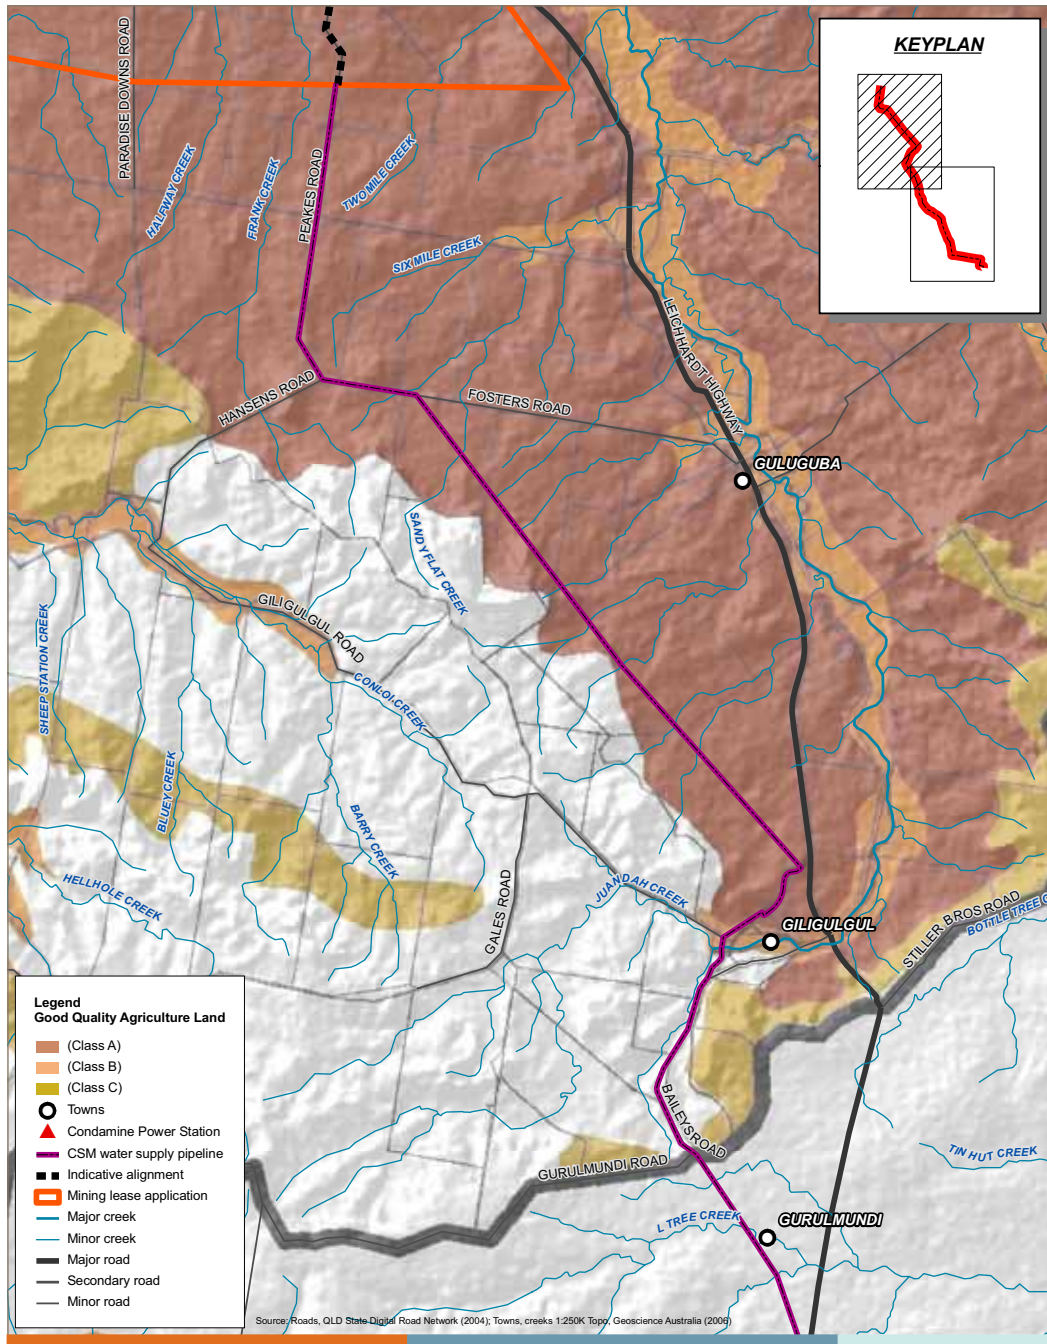 KEYPLAN
PARADISE DOWNS ROAD
HALFWAY CREEK
FRANK CREEK
PEAKES ROAD
TWO MILE CREEK
SIX MILE CREEK
LEICHHARDT HIGHWAY
HANSENS ROAD
FOSTERS ROAD
GULUGUBA
SANDY FLAT CREEK
GILIGULGUL ROAD
SHEEP STATION CREEK
CONLOI CREEK
BLUEY CREEK
BARRY CREEK
HELLHOLE CREEK
GALES ROAD
JUANDAH CREEK
GILIGULGUL
STILLER BROS ROAD
BOTTLE TREE C
BAILEYS ROAD
GURULMUNDI ROAD
TIN HUT CREEK
L TREE CREEK
GURULMUNDI
Legend
Good Quality Agriculture Land
(Class A)
(Class B)
(Class C)
Towns
Condamine Power Station
CSM water supply pipeline
Indicative alignment
Mining lease application
Major creek
Minor creek
Major road
Secondary road
Minor road
Source: Roads, QLD State Digital Road Network (2004); Towns, creeks 1:250K Topo, Geoscience Australia (2006)